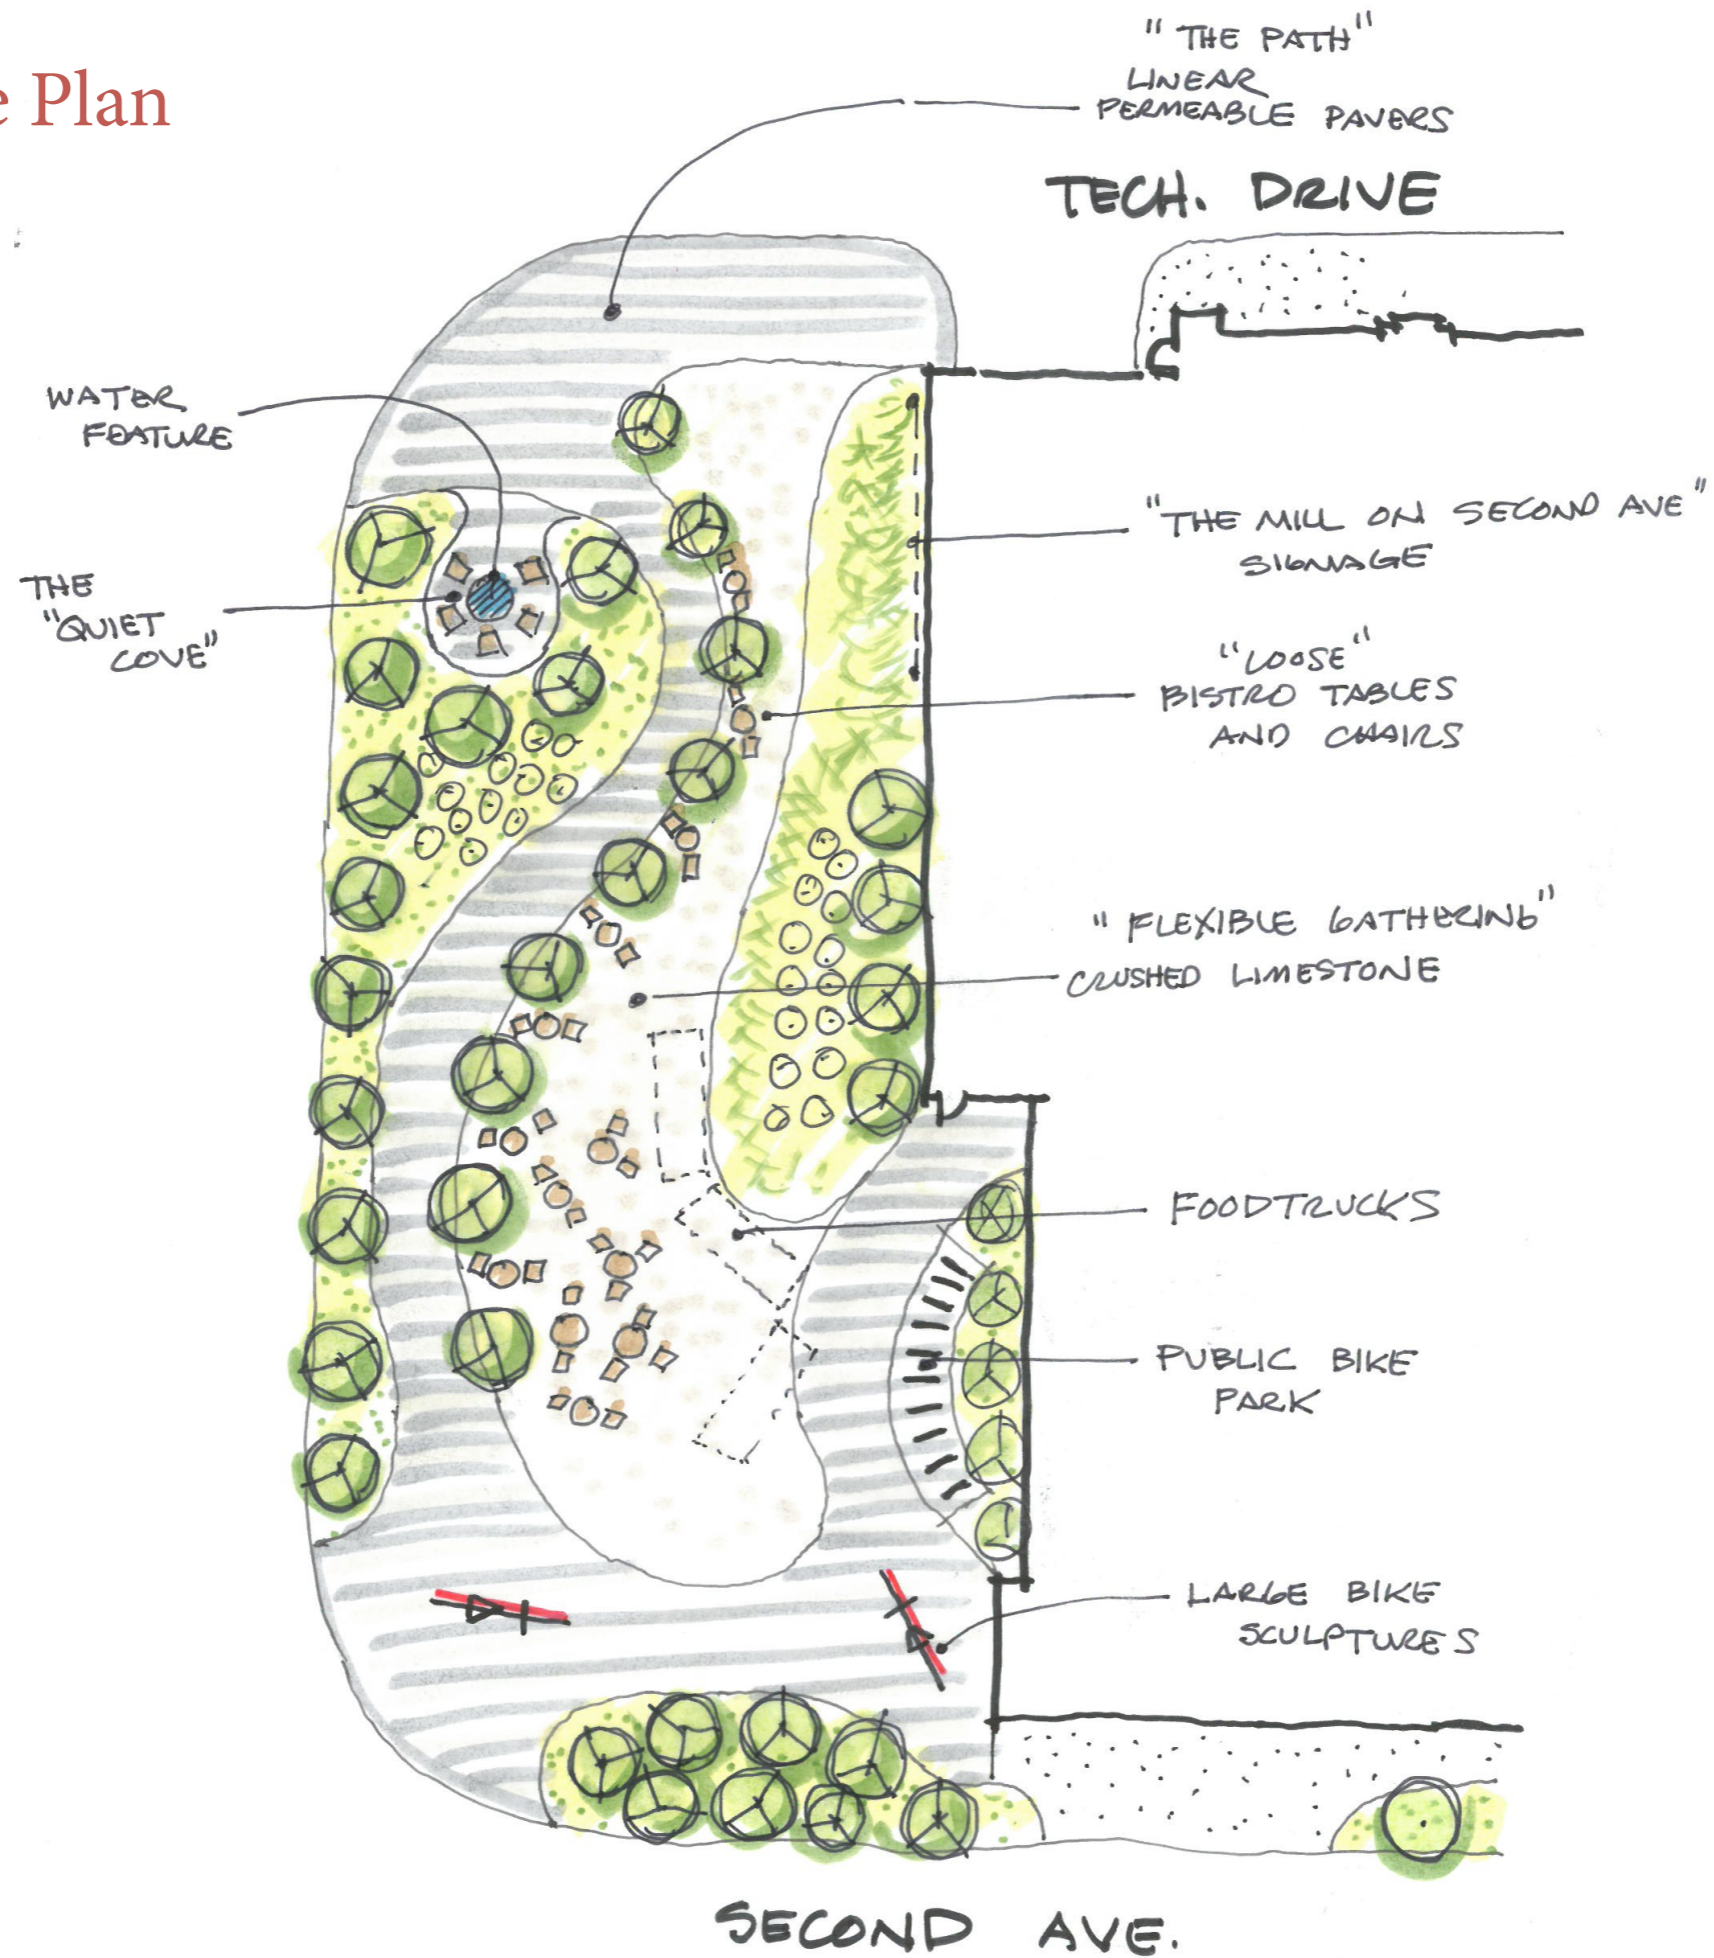 e Plan
"THE PATH"
LINEAR
PERMEABLE PAVERS
TECH. DRIVE
WATER
FEATURE
"THE MILL ON SECOND AVE"
SIGNAGE
THE
"QUIET
COVE"
"LOOSE"
BISTRO TABLES
AND CHAIRS
"FLEXIBLE GATHERING"
CRUSHED LIMESTONE
FOODTRUCKS
PUBLIC BIKE
PARK
LARGE BIKE
SCULPTURES
SECOND AVE.